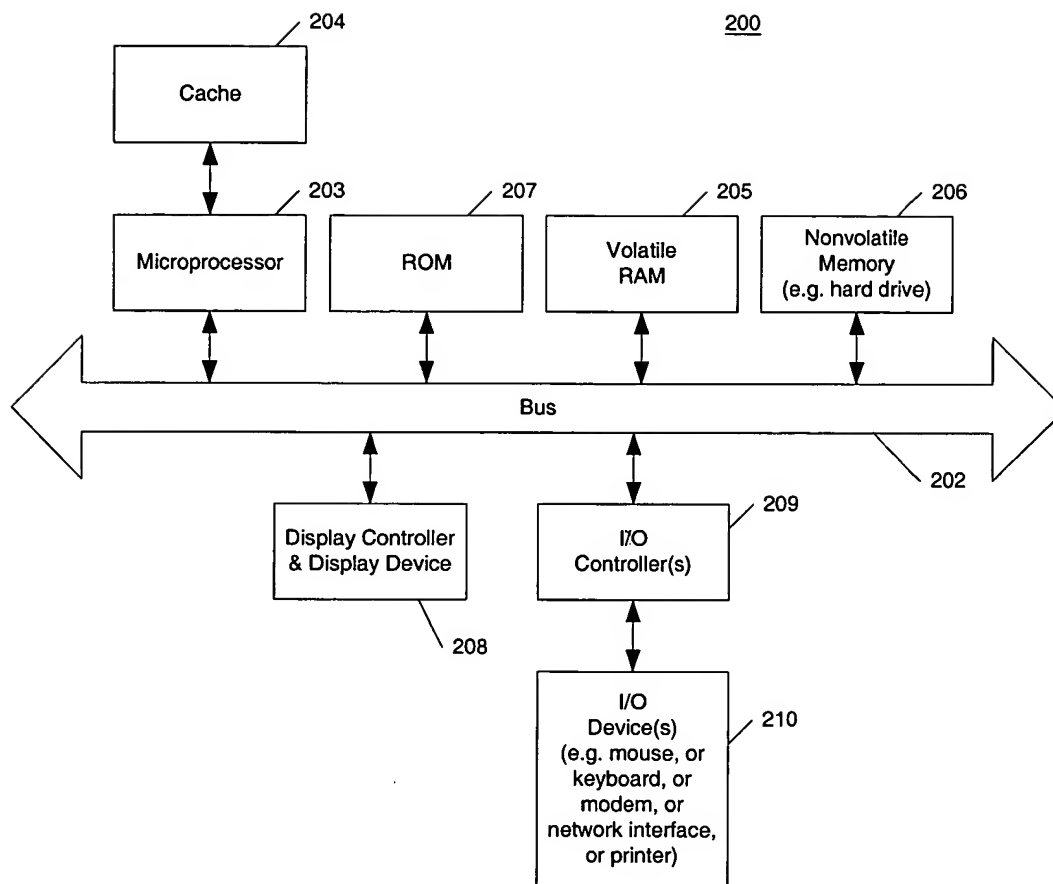 204
200
Cache
203
207
205
206
Microprocessor
ROM
Volatile
RAM
Nonvolatile
Memory
(e.g. hard drive)
Bus
202
209
Display Controller
& Display Device
I/O
Controller(s)
208
I/O
Device(s)
(e.g. mouse, or
keyboard, or
modem, or
network interface,
or printer)
210